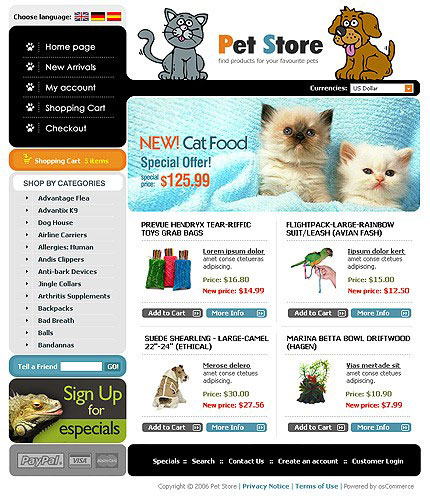 Choose language:
Pet Store
find products for your favourite pets
Home page
New Arrivals
My account
Shopping Cart
Checkout
Currencies: US Dollar
Shopping Cart 5 items
NEW! Cat Food
Special Offer!
special price: $125.99
SHOP BY CATEGORIES
Advantage Flea
Advantix K9
Dog House
Airline Carriers
Allergies: Human
Andis Clippers
Anti-bark Devices
Jingle Collars
Arthritis Supplements
Backpacks
Bad Breath
Balls
Bandannas
Tell a Friend GO!
Sign Up
for
especials
PayPal VISA
PREVUE HENDRYX TEAR-RIFFIC
TOYS GRAB BAGS
Lorem ipsum dolor
amet conse ctetueras
adipiscing.
Price: $16.80
New price: $14.99
Add to Cart More Info
FLIGHTPACK-LARGE-RAINBOW
SUIT/LEASH (AVIAN FASH)
Ipsum dolor kert
amet conse ctetues
adipiscing.
Price: $15.00
New price: $12.50
Add to Cart More Info
SUEDE SHEARLING - LARGE-CAMEL
22"-24" (ETHICAL)
Merose delero
amet conse ctetues
adipiscing.
Price: $30.00
New price: $27.56
Add to Cart More Info
MARINA BETTA BOWL DRIFTWOOD
(HAGEN)
Vias mertade sit
amet conse ctetues
adipiscing.
Price: $10.90
New price: $7.99
Add to Cart More Info
Specials :: Search :: Contact Us :: Create an account :: Customer Login
Copyright © 2006 Pet Store | Privacy Notice | Terms of Use | Powered by osCommerce